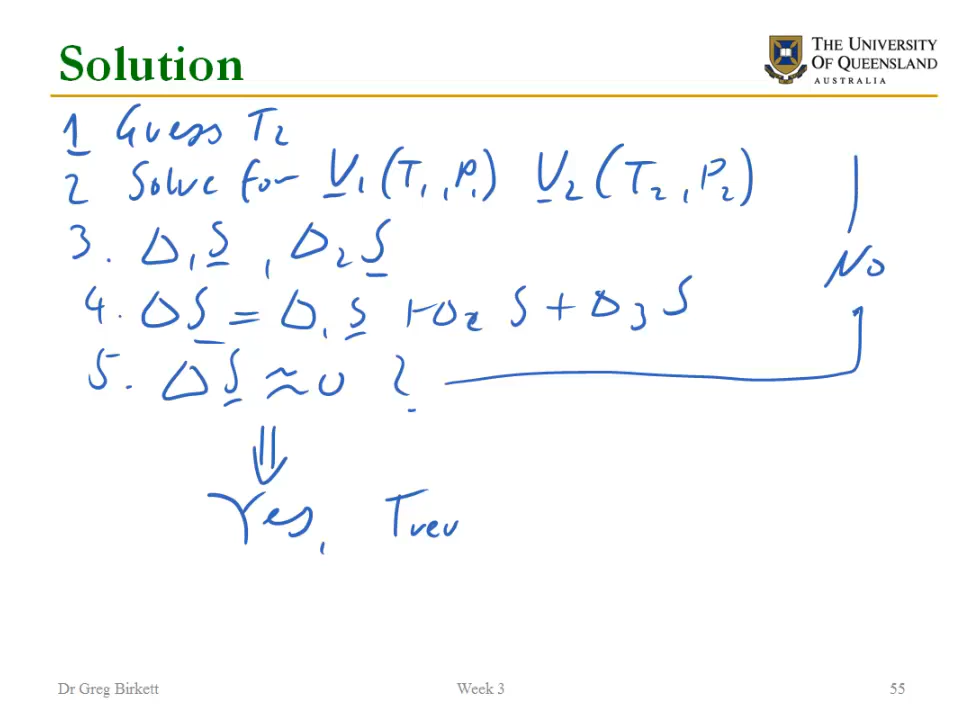 Solution
THE UNIVERSITY
OF QUEENSLAND
AUSTRALIA
1 Guess T₂
2 Solve for V₁(T₁,P₁) V₂(T₂,P₂)
3. Δ₁S, Δ₂S
4. ΔS = Δ₁S + Δ₂S + Δ₃S
No
5. ΔS ≈ 0 ?
Yes, Trev
Dr Greg Birkett
Week 3
55